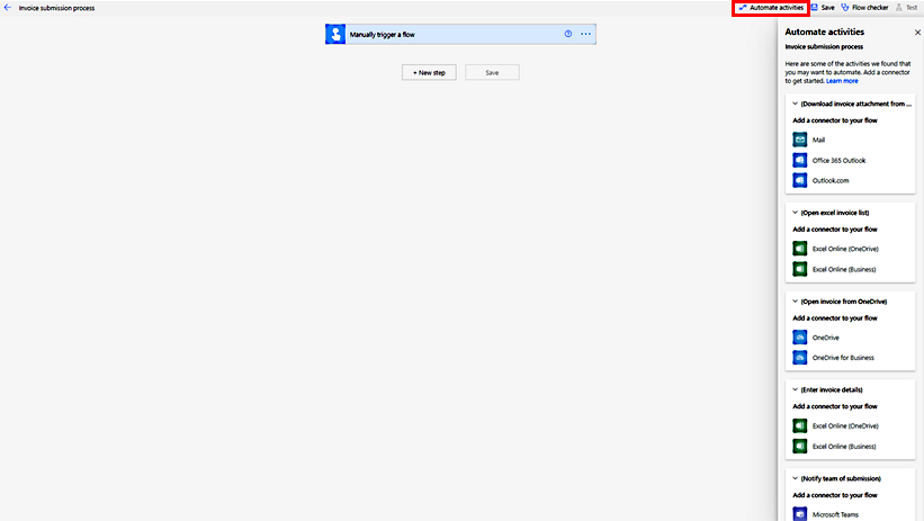 Invoice submission process
Automate activities
Save
Flow checker
Test
Manually trigger a flow
+ New step
Save
Automate activities
Invoice submission process
Here are some of the activities we found that
you may want to automate. Add a connector
to get started. Learn more
(Download invoice attachment from ...
Add a connector to your flow
Mail
Office 365 Outlook
Outlook.com
(Open excel invoice list)
Add a connector to your flow
Excel Online (OneDrive)
Excel Online (Business)
(Open invoice from OneDrive)
Add a connector to your flow
OneDrive
OneDrive for Business
(Enter invoice details)
Add a connector to your flow
Excel Online (OneDrive)
Excel Online (Business)
(Notify team of submission)
Add a connector to your flow
Microsoft Teams